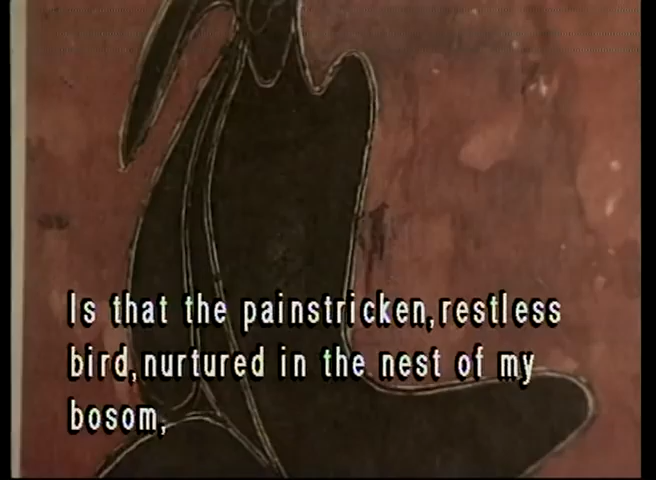 Is that the painstricken,restless
bird,nurtured in the nest of my
bosom,